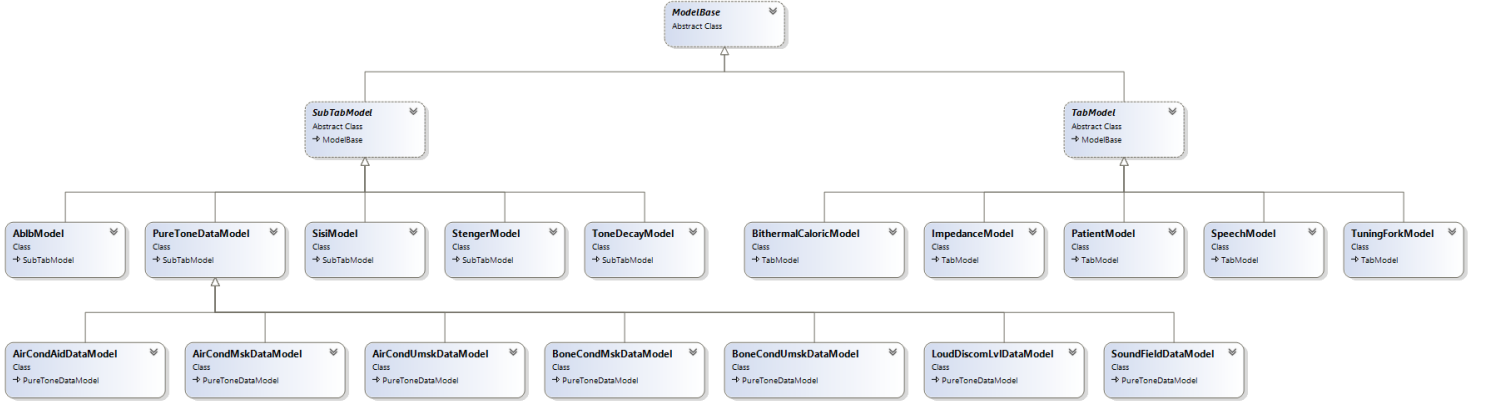 ModelBase
Abstract Class
SubTabModel
Abstract Class
ModelBase
TabModel
Abstract Class
ModelBase
AblbModel
Class
SubTabModel
PureToneDataModel
Class
SubTabModel
SisiModel
Class
SubTabModel
StengerModel
Class
SubTabModel
ToneDecayModel
Class
SubTabModel
BithermalCaloricModel
Class
TabModel
ImpedanceModel
Class
TabModel
PatientModel
Class
TabModel
SpeechModel
Class
TabModel
TuningForkModel
Class
TabModel
AirCondAidDataModel
Class
PureToneDataModel
AirCondMskDataModel
Class
PureToneDataModel
AirCondUmskDataModel
Class
PureToneDataModel
BoneCondMskDataModel
Class
PureToneDataModel
BoneCondUmskDataModel
Class
PureToneDataModel
LoudDiscomLvlDataModel
Class
PureToneDataModel
SoundFieldDataModel
Class
PureToneDataModel